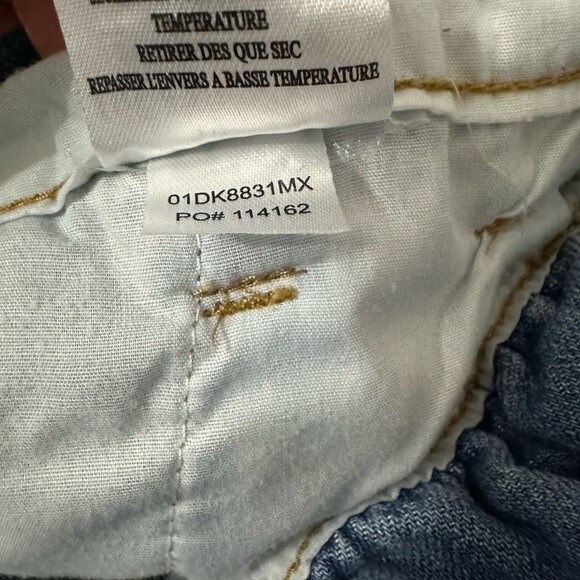 TEMPERATURE
RETIRER DES QUE SEC
REPASSER L'ENVERS A BASSE TEMPERATURE
01DK8831MX
PO# 114162